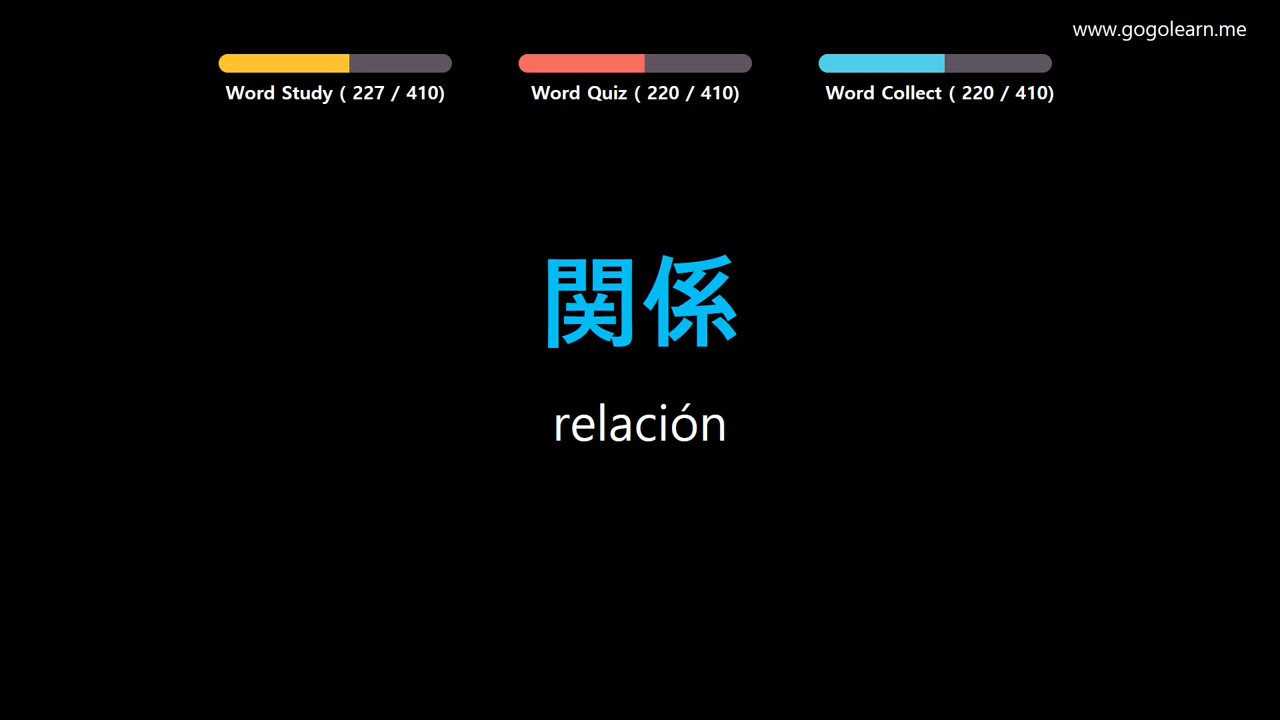 www.gogolearn.me
Word Study ( 227 / 410)
Word Quiz ( 220 / 410)
Word Collect ( 220 / 410)
関係
relación